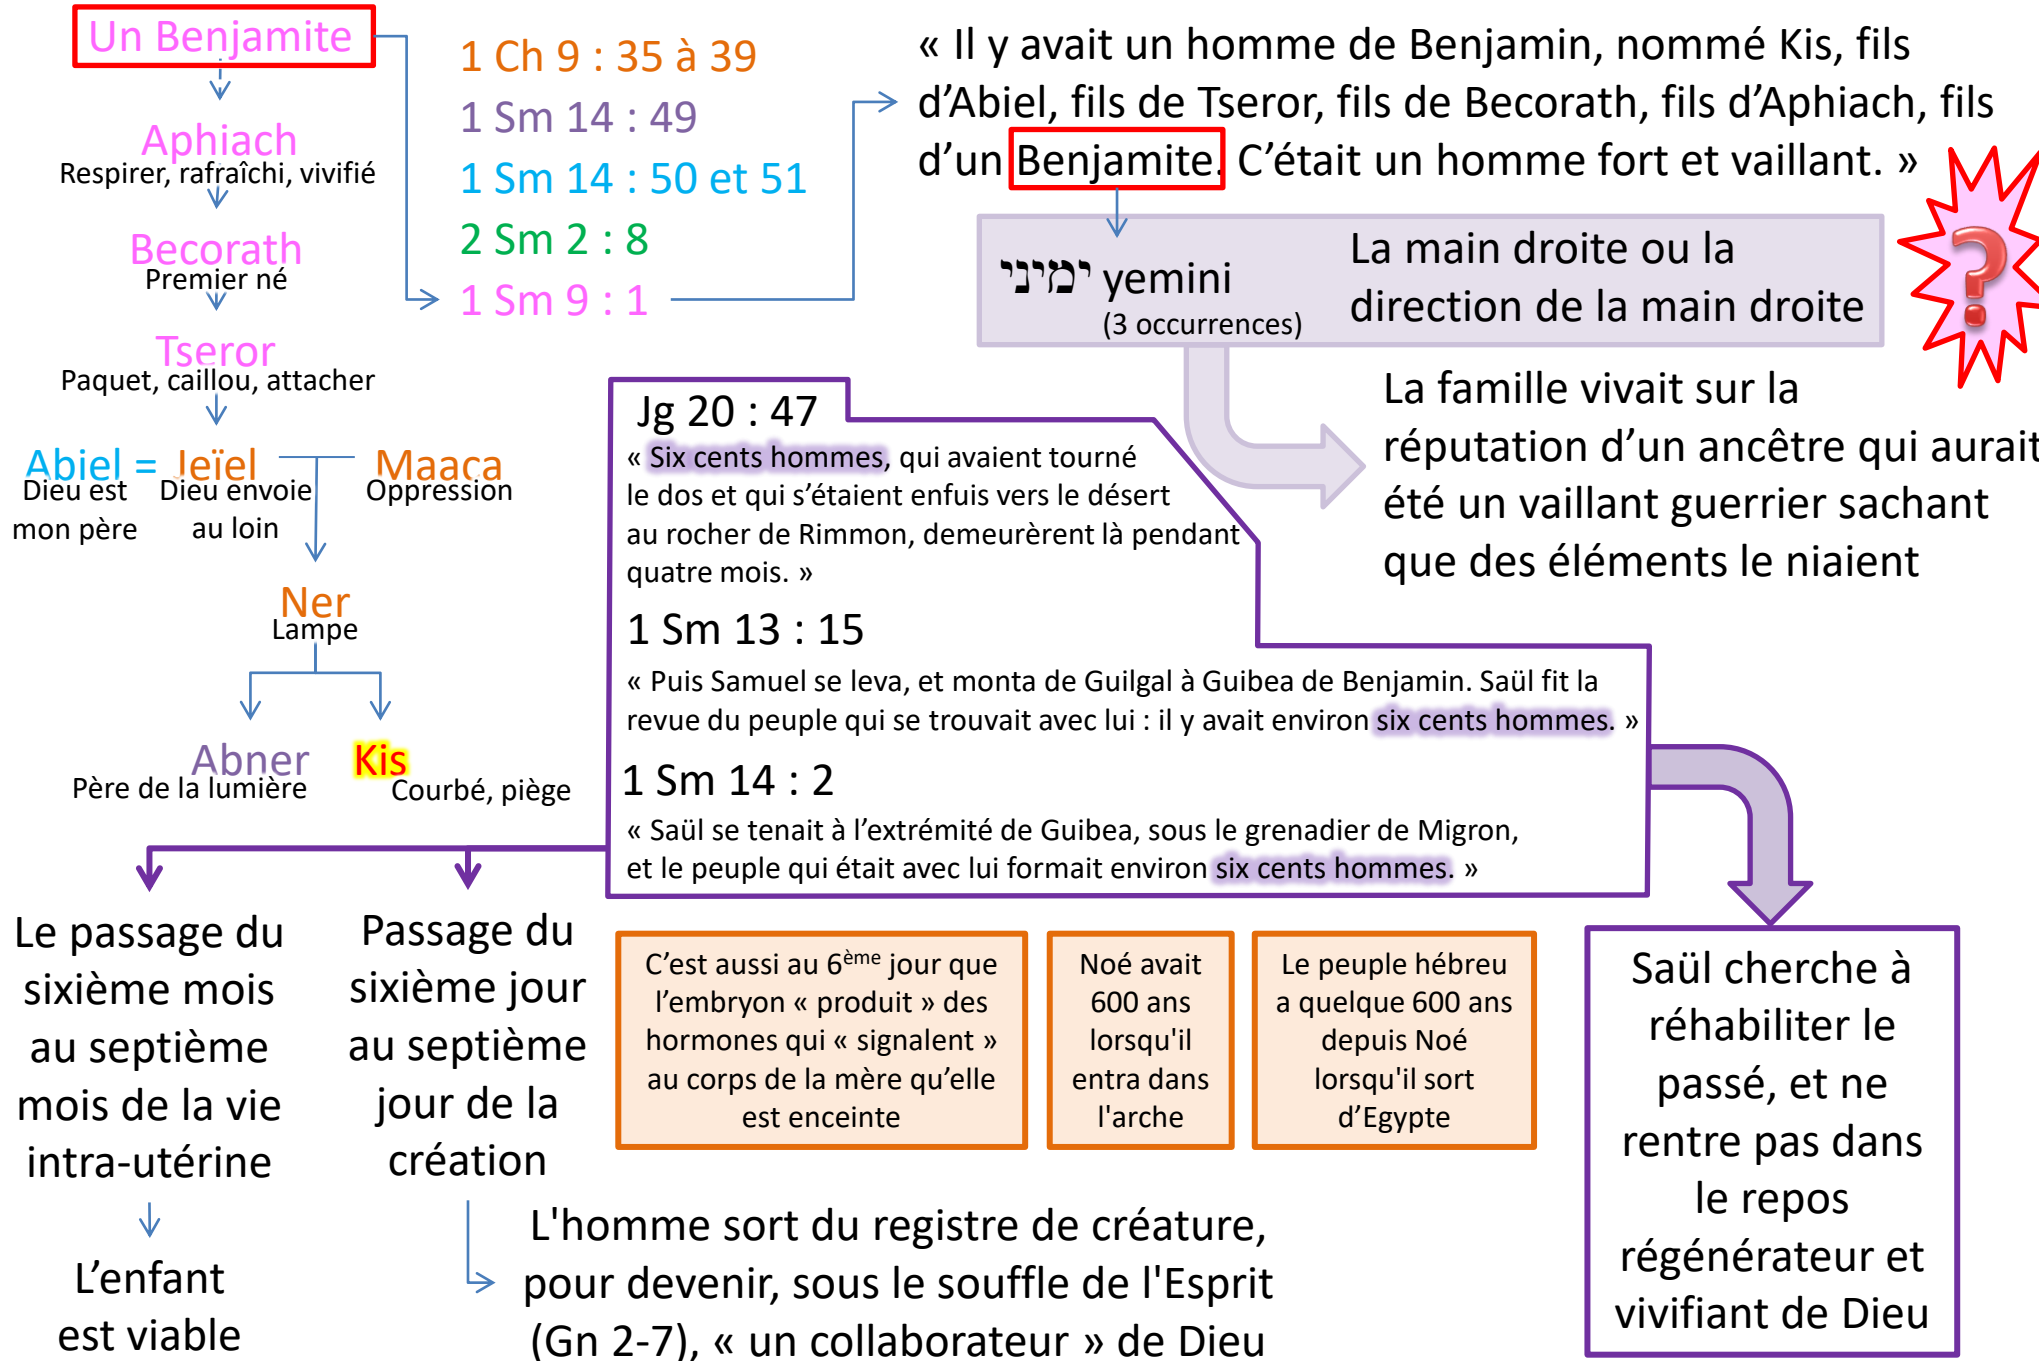 Un Benjamite
Aphiach
Respirer, rafraîchi, vivifié
Becorath
Premier né
Tseror
Paquet, caillou, attacher
Abiel = Jeïel
Maaca
Dieu est
mon père
Dieu envoie
au loin
Oppression
Ner
Lampe
Abner
Père de la lumière
Kis
Courbé, piège
1 Ch 9 : 35 à 39
1 Sm 14 : 49
1 Sm 14 : 50 et 51
2 Sm 2 : 8
1 Sm 9 : 1
« Il y avait un homme de Benjamin, nommé Kis, fils
d’Abiel, fils de Tseror, fils de Becorath, fils d’Aphiach, fils
d’un Benjamite. C’était un homme fort et vaillant. »
ימיני yemini
(3 occurrences)
La main droite ou la
direction de la main droite
?
La famille vivait sur la
réputation d’un ancêtre qui aurait
été un vaillant guerrier sachant
que des éléments le niaient
Jg 20 : 47
« Six cents hommes, qui avaient tourné
le dos et qui s’étaient enfuis vers le désert
au rocher de Rimmon, demeurèrent là pendant
quatre mois. »
1 Sm 13 : 15
« Puis Samuel se leva, et monta de Guilgal à Guibea de Benjamin. Saül fit la
revue du peuple qui se trouvait avec lui : il y avait environ six cents hommes. »
1 Sm 14 : 2
« Saül se tenait à l’extrémité de Guibea, sous le grenadier de Migron,
et le peuple qui était avec lui formait environ six cents hommes. »
Le passage du
sixième mois
au septième
mois de la vie
intra-utérine
L’enfant
est viable
Passage du
sixième jour
au septième
jour de la
création
L'homme sort du registre de créature,
pour devenir, sous le souffle de l'Esprit
(Gn 2-7), « un collaborateur » de Dieu
C’est aussi au 6ème jour que
l’embryon « produit » des
hormones qui « signalent »
au corps de la mère qu’elle
est enceinte
Noé avait
600 ans
lorsqu'il
entra dans
l'arche
Le peuple hébreu
a quelque 600 ans
depuis Noé
lorsqu'il sort
d’Egypte
Saül cherche à
réhabiliter le
passé, et ne
rentre pas dans
le repos
régénérateur et
vivifiant de Dieu